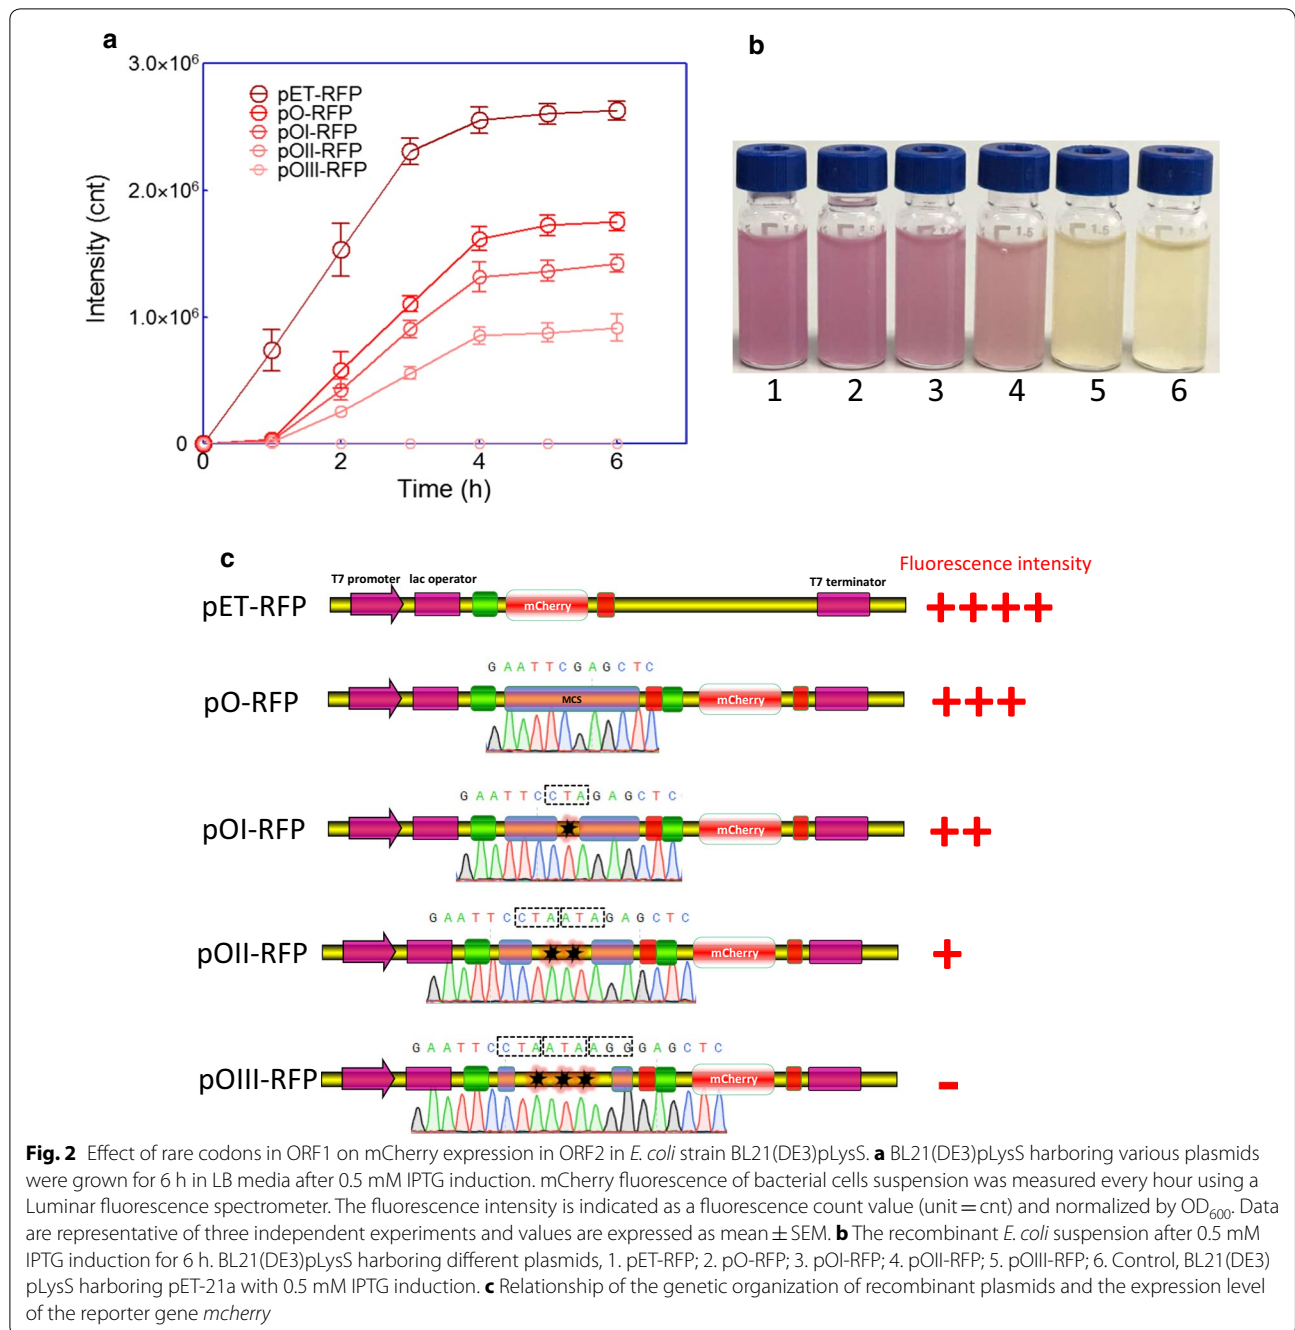 a
3.0×10⁶
2.0×10⁶
1.0×10⁶
0
Intensity (cnt)
pET-RFP
pO-RFP
pOI-RFP
pOII-RFP
pOIII-RFP
0 2 4 6
Time (h)
b
1.5 1.5
1 2 3 4 5 6
c
Fluorescence intensity
T7 promoter lac operator T7 terminator
pET-RFP mCherry ++++
G A A T T C G A G C T C
pO-RFP MCS mCherry +++
G A A T T C C T A G A G C T C
pOI-RFP mCherry ++
G A A T T C C T A A T A G A G C T C
pOII-RFP mCherry +
G A A T T C C T A A T A A G G G A G C T C
pOIII-RFP mCherry -
Fig. 2 Effect of rare codons in ORF1 on mCherry expression in ORF2 in E. coli strain BL21(DE3)pLysS. a BL21(DE3)pLysS harboring various plasmids
were grown for 6 h in LB media after 0.5 mM IPTG induction. mCherry fluorescence of bacterial cells suspension was measured every hour using a
Luminar fluorescence spectrometer. The fluorescence intensity is indicated as a fluorescence count value (unit = cnt) and normalized by OD₆₀₀. Data
are representative of three independent experiments and values are expressed as mean ± SEM. b The recombinant E. coli suspension after 0.5 mM
IPTG induction for 6 h. BL21(DE3)pLysS harboring different plasmids, 1. pET-RFP; 2. pO-RFP; 3. pOI-RFP; 4. pOII-RFP; 5. pOIII-RFP; 6. Control, BL21(DE3)
pLysS harboring pET-21a with 0.5 mM IPTG induction. c Relationship of the genetic organization of recombinant plasmids and the expression level
of the reporter gene mcherry